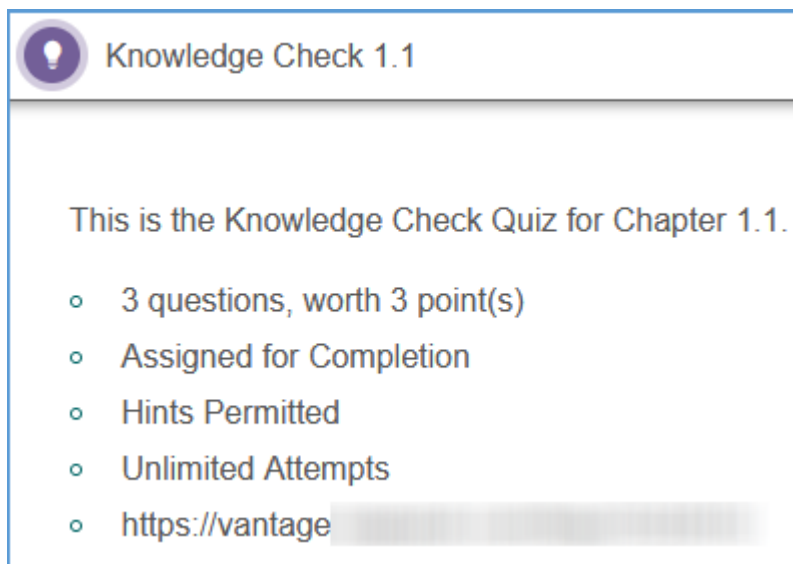 Knowledge Check 1.1
This is the Knowledge Check Quiz for Chapter 1.1.
3 questions, worth 3 point(s)
Assigned for Completion
Hints Permitted
Unlimited Attempts
https://vantage